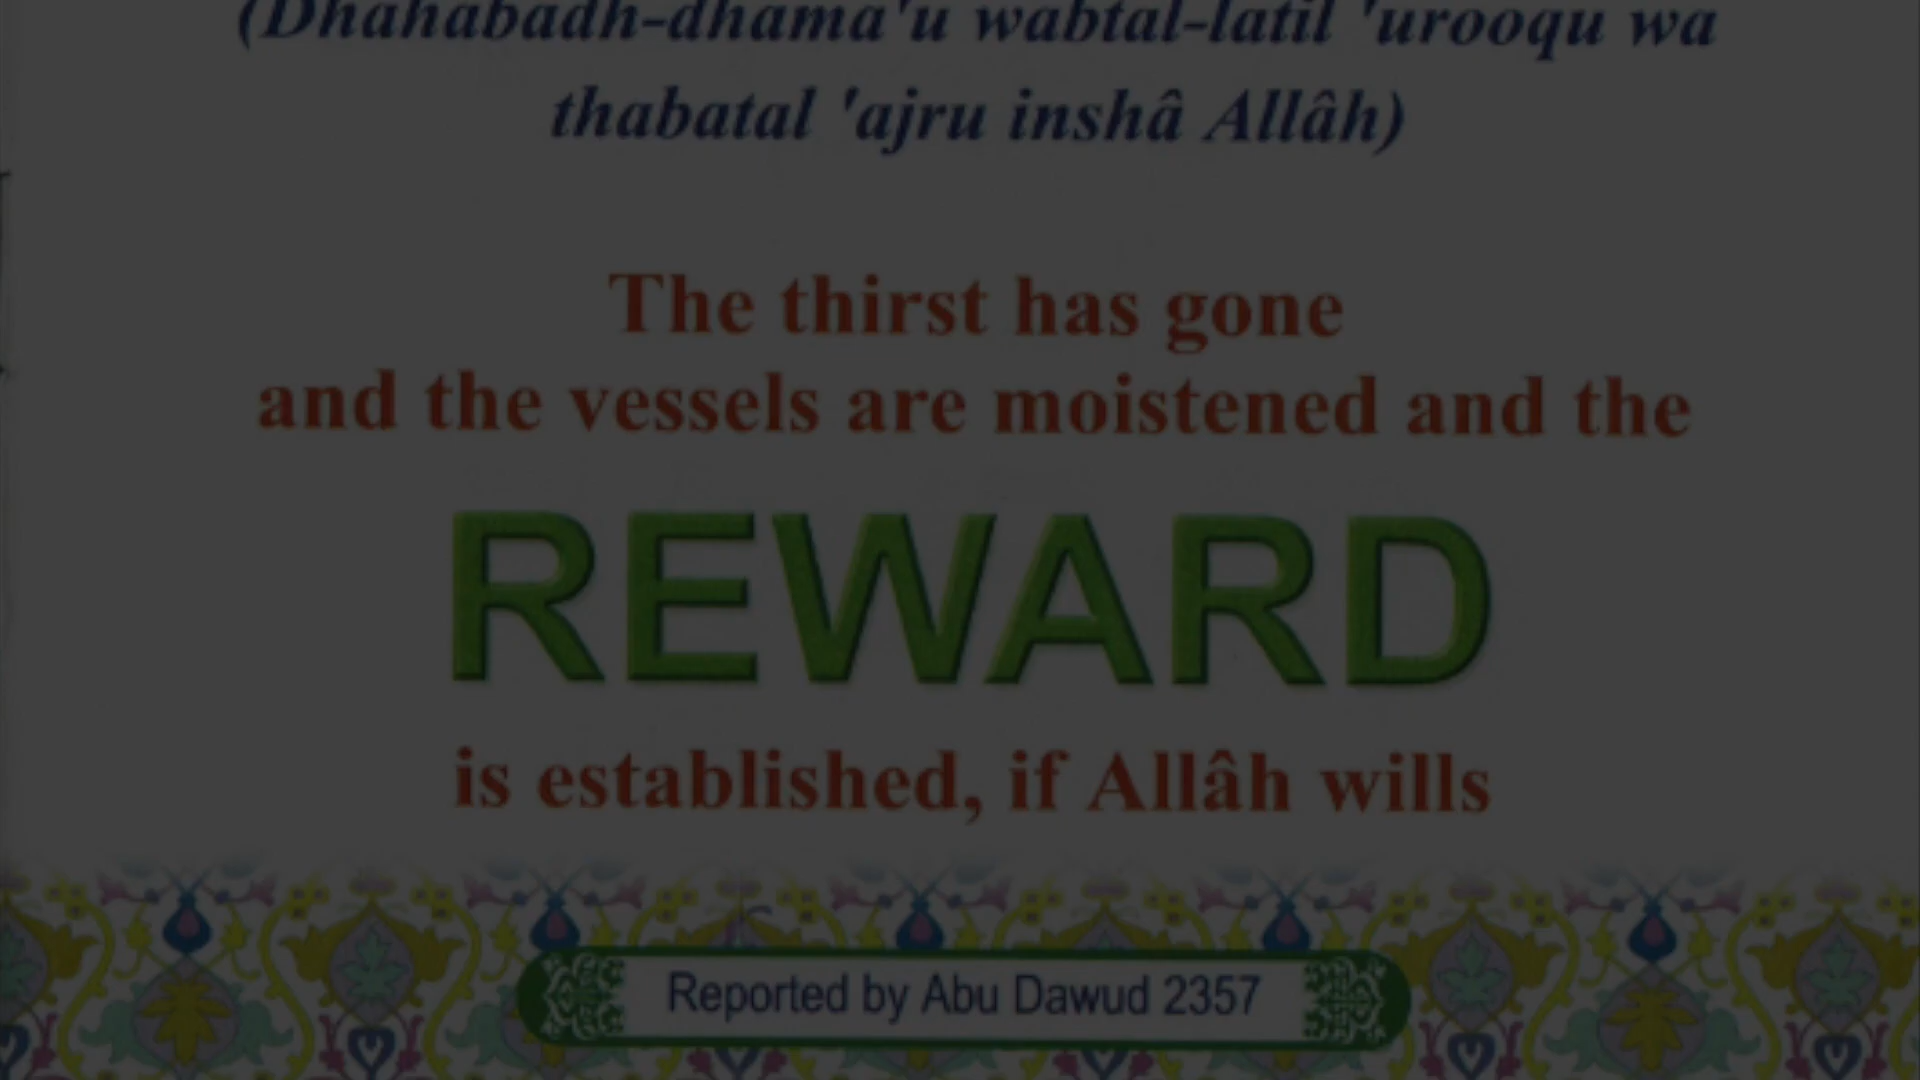 (Dhahabadh-dhama'u wabtal-latil 'urooqu wa
thabatal 'ajru inshâ Allâh)
The thirst has gone
and the vessels are moistened and the
REWARD
is established, if Allâh wills
Reported by Abu Dawud 2357